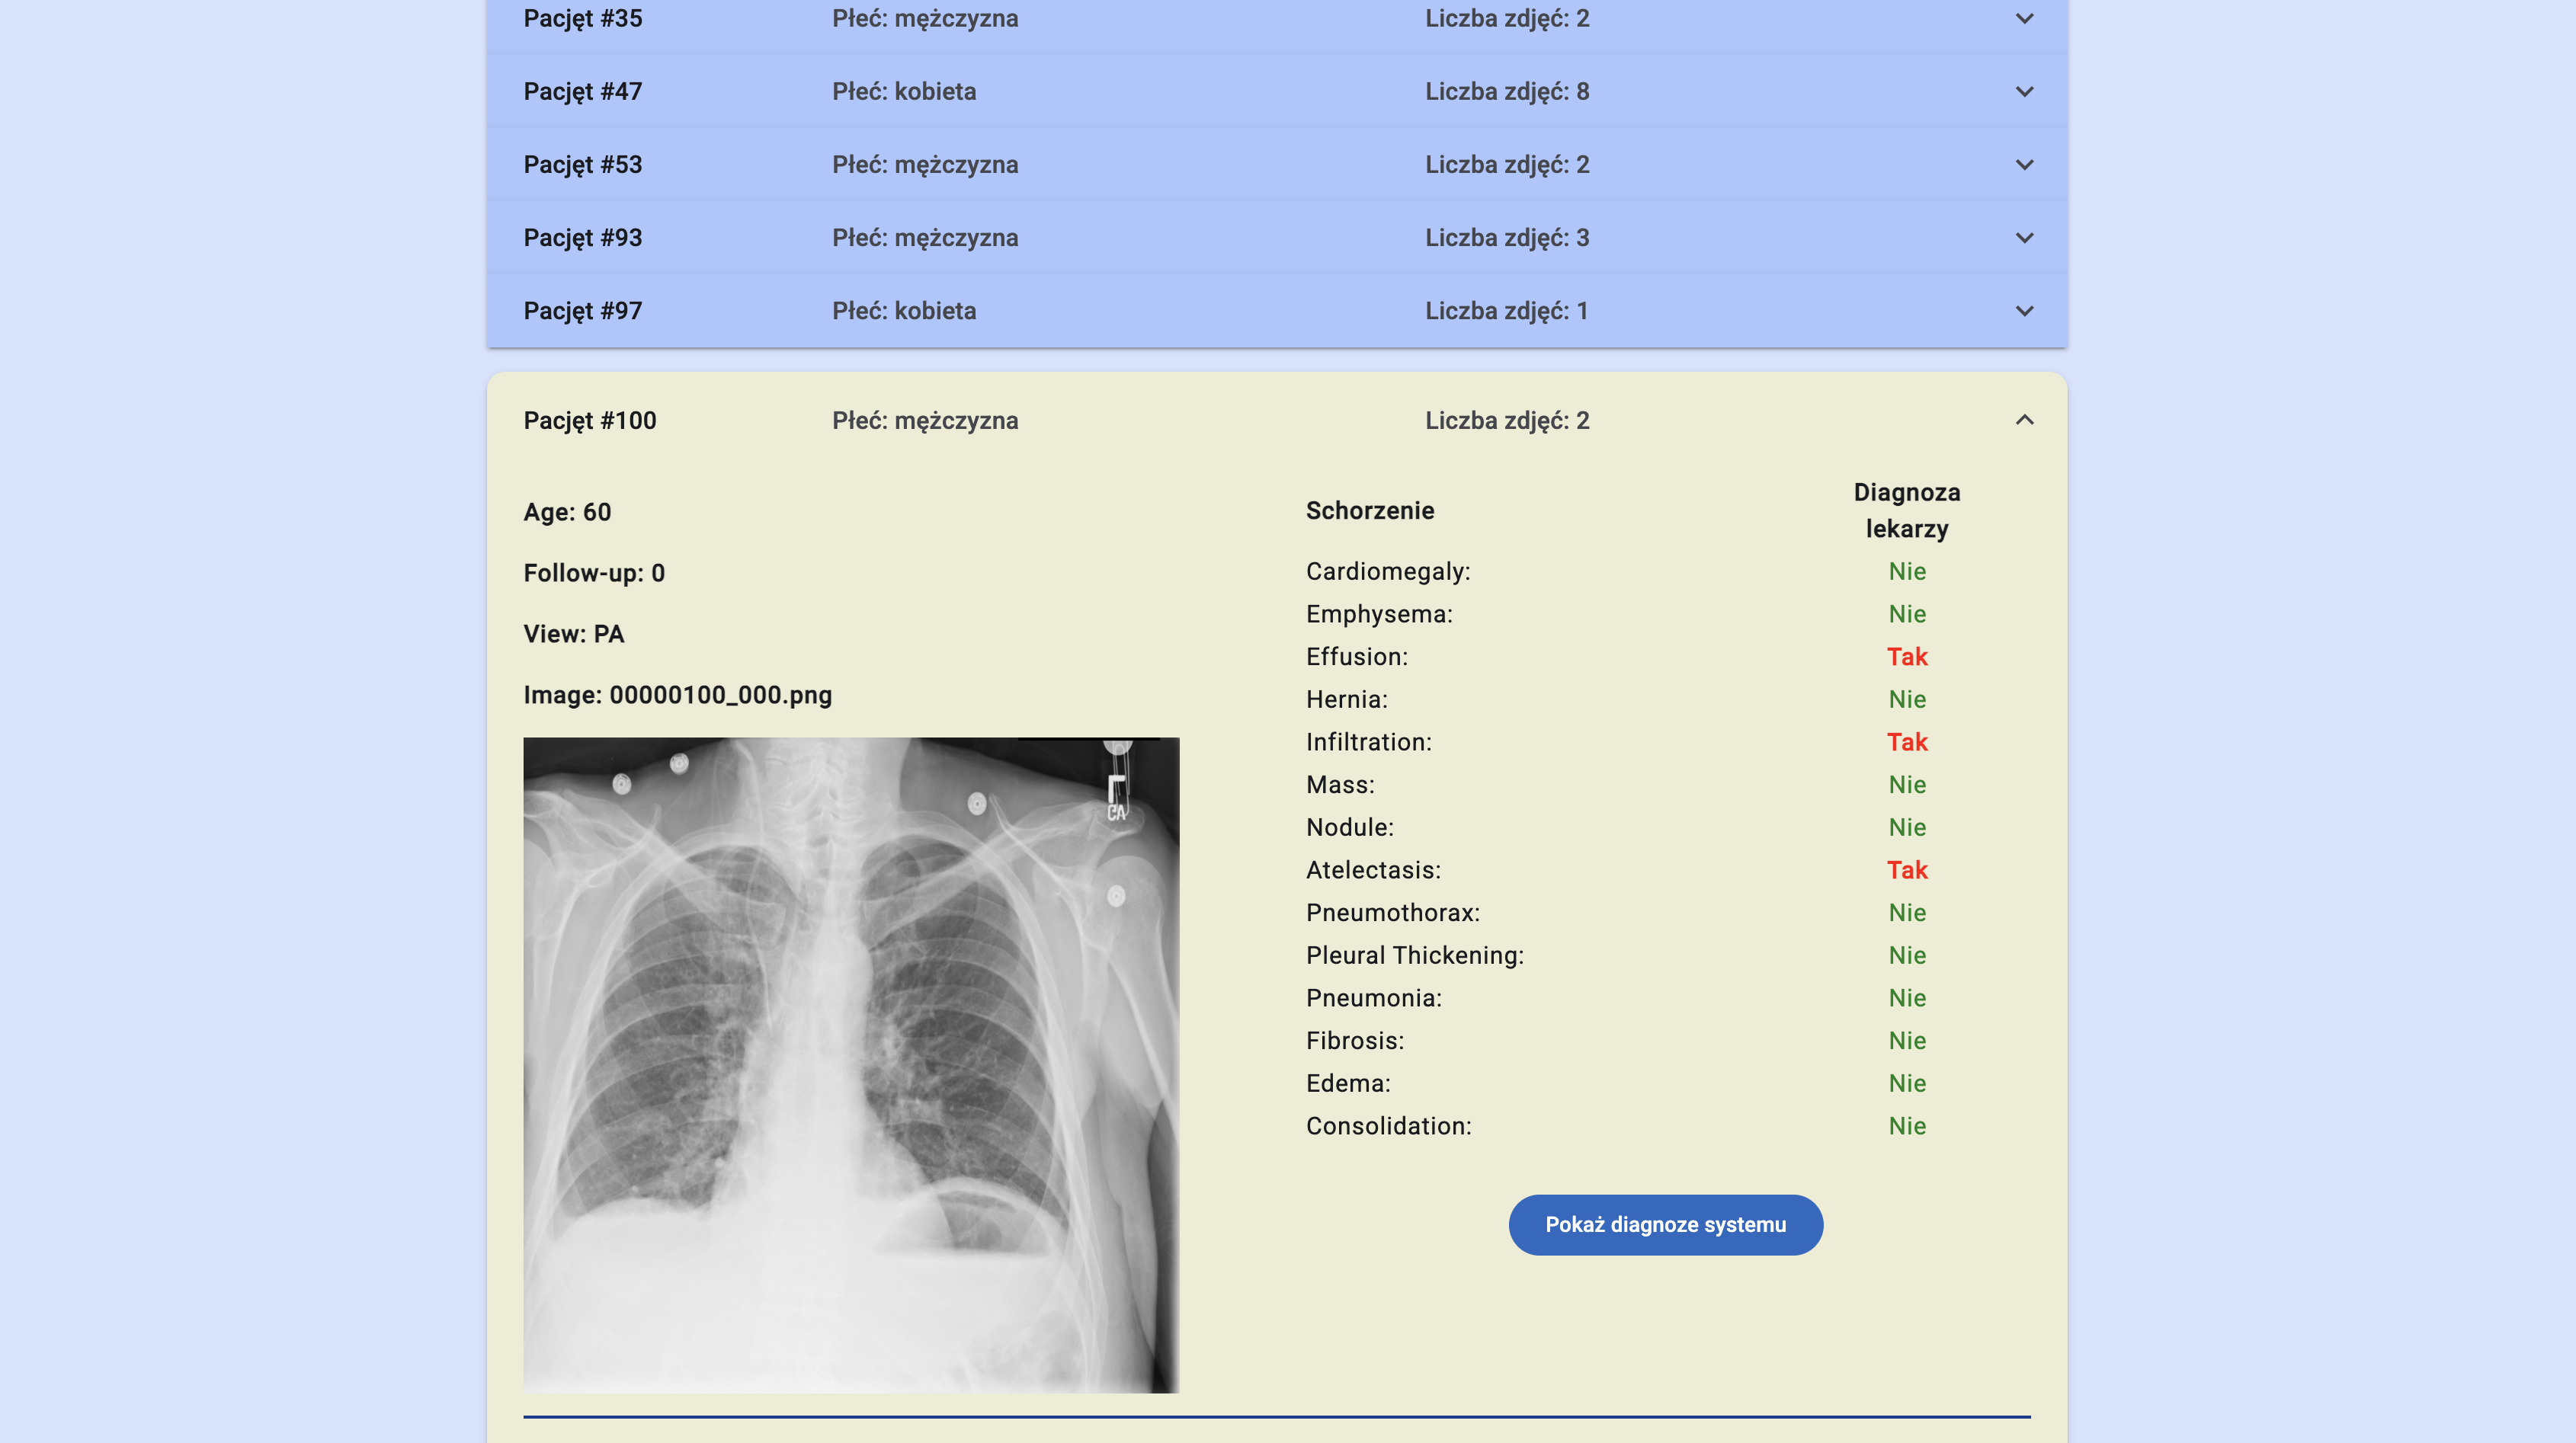 Pacjęt #35 Płeć: mężczyzna Liczba zdjęć: 2
Pacjęt #47 Płeć: kobieta Liczba zdjęć: 8
Pacjęt #53 Płeć: mężczyzna Liczba zdjęć: 2
Pacjęt #93 Płeć: mężczyzna Liczba zdjęć: 3
Pacjęt #97 Płeć: kobieta Liczba zdjęć: 1
Pacjęt #100 Płeć: mężczyzna Liczba zdjęć: 2
Age: 60
Follow-up: 0
View: PA
Image: 00000100_000.png
L
CA
Schorzenie Diagnoza
lekarzy
Cardiomegaly: Nie
Emphysema: Nie
Effusion: Tak
Hernia: Nie
Infiltration: Tak
Mass: Nie
Nodule: Nie
Atelectasis: Tak
Pneumothorax: Nie
Pleural Thickening: Nie
Pneumonia: Nie
Fibrosis: Nie
Edema: Nie
Consolidation: Nie
Pokaż diagnoze systemu